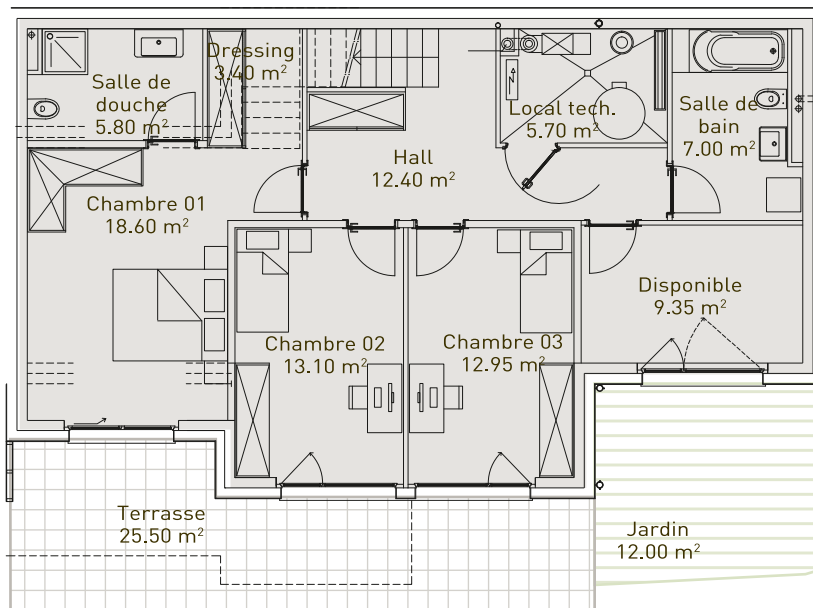 Dressing
3.40 m²
Salle de
douche
5.80 m²
Local tech.
5.70 m²
Salle de
bain
7.00 m²
Hall
12.40 m²
Chambre 01
18.60 m²
Disponible
9.35 m²
Chambre 02
13.10 m²
Chambre 03
12.95 m²
Terrasse
25.50 m²
Jardin
12.00 m²